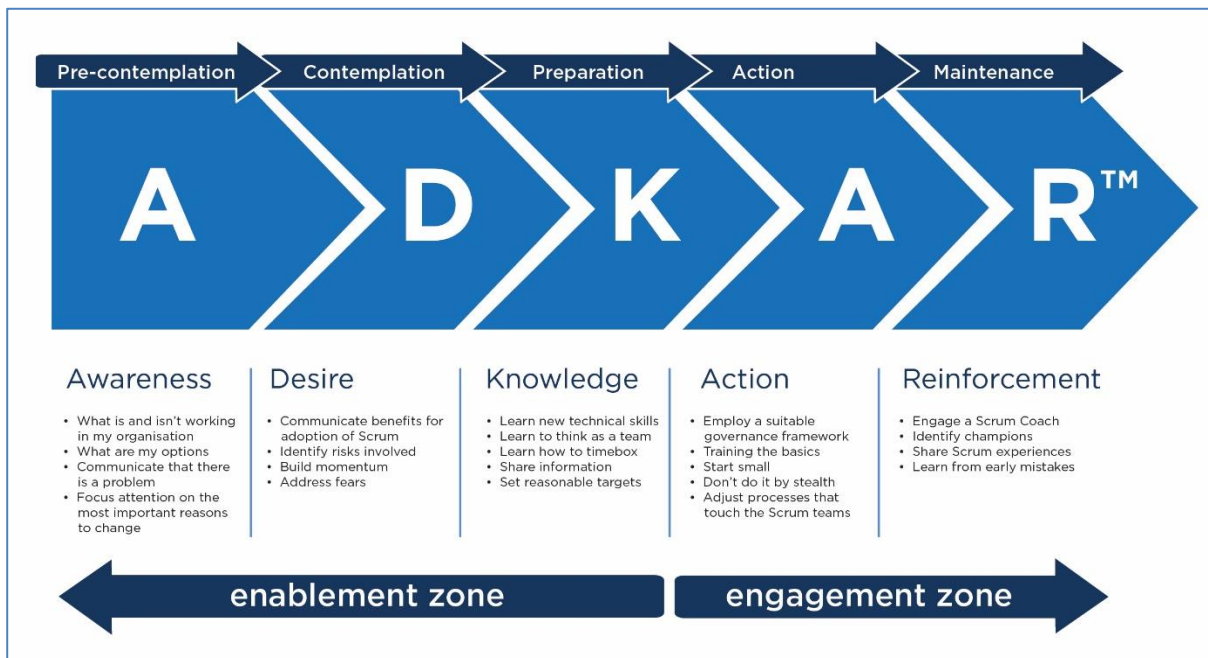 Pre-contemplation
Contemplation
Preparation
Action
Maintenance
A
D
K
A
R™
Awareness
• What is and isn't working
in my organisation
• What are my options
• Communicate that there
is a problem
• Focus attention on the
most important reasons
to change
Desire
• Communicate benefits for
adoption of Scrum
• Identify risks involved
• Build momentum
• Address fears
Knowledge
• Learn new technical skills
• Learn to think as a team
• Learn how to timebox
• Share information
• Set reasonable targets
Action
• Employ a suitable
governance framework
• Training the basics
• Start small
• Don't do it by stealth
• Adjust processes that
touch the Scrum teams
Reinforcement
• Engage a Scrum Coach
• Identify champions
• Share Scrum experiences
• Learn from early mistakes
enablement zone
engagement zone